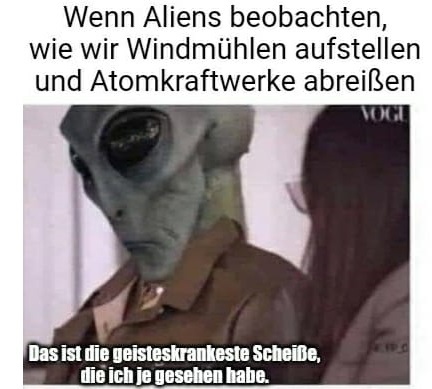 Wenn Aliens beobachten,
wie wir Windmühlen aufstellen
und Atomkraftwerke abreißen
VOGU
Das ist die geisteskrankeste Scheiße,
die ich je gesehen habe.